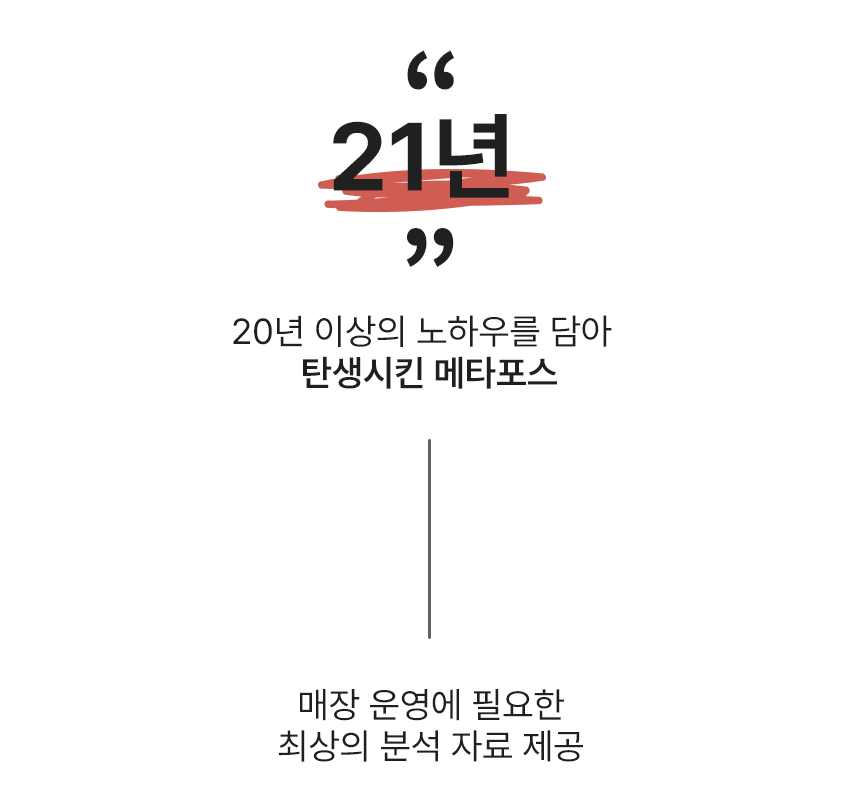 “
21년
”
20년 이상의 노하우를 담아
탄생시킨 메타포스
매장 운영에 필요한
최상의 분석 자료 제공